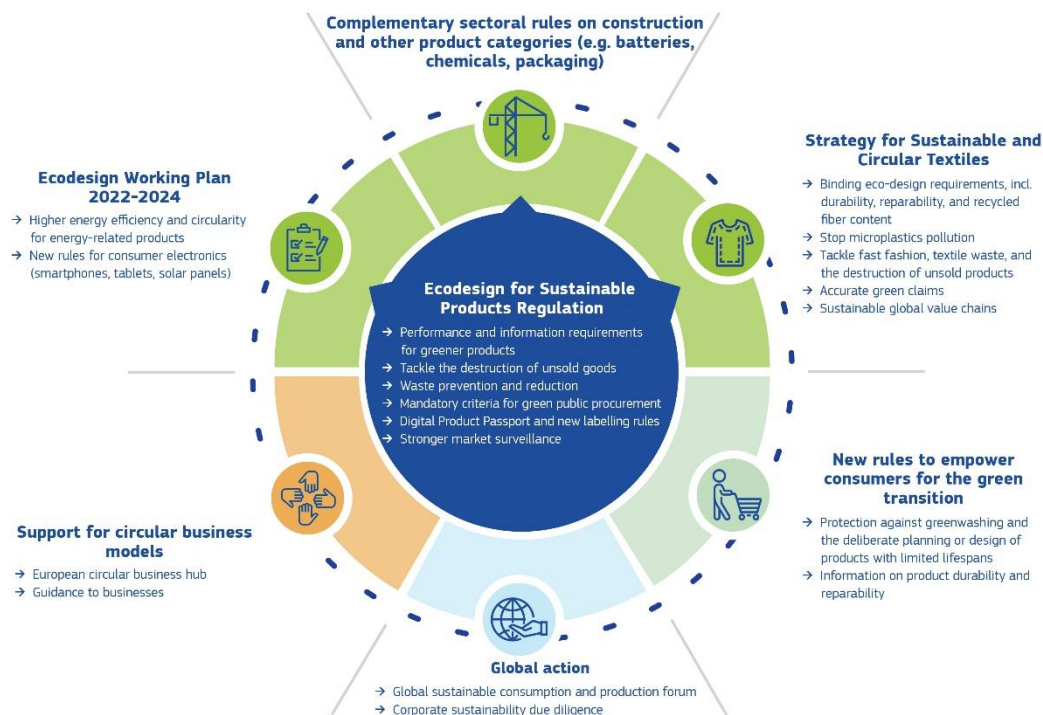 Complementary sectoral rules on construction
and other product categories (e.g. batteries,
chemicals, packaging)
Ecodesign Working Plan
2022-2024
→ Higher energy efficiency and circularity
for energy-related products
→ New rules for consumer electronics
(smartphones, tablets, solar panels)
Strategy for Sustainable and
Circular Textiles
→ Binding eco-design requirements, incl.
durability, reparability, and recycled
fiber content
→ Stop microplastics pollution
→ Tackle fast fashion, textile waste, and
the destruction of unsold products
→ Accurate green claims
→ Sustainable global value chains
Ecodesign for Sustainable
Products Regulation
→ Performance and information requirements
for greener products
→ Tackle the destruction of unsold goods
→ Waste prevention and reduction
→ Mandatory criteria for green public procurement
→ Digital Product Passport and new labelling rules
→ Stronger market surveillance
Support for circular business
models
→ European circular business hub
→ Guidance to businesses
New rules to empower
consumers for the green
transition
→ Protection against greenwashing and
the deliberate planning or design of
products with limited lifespans
→ Information on product durability and
reparability
Global action
→ Global sustainable consumption and production forum
→ Corporate sustainability due diligence